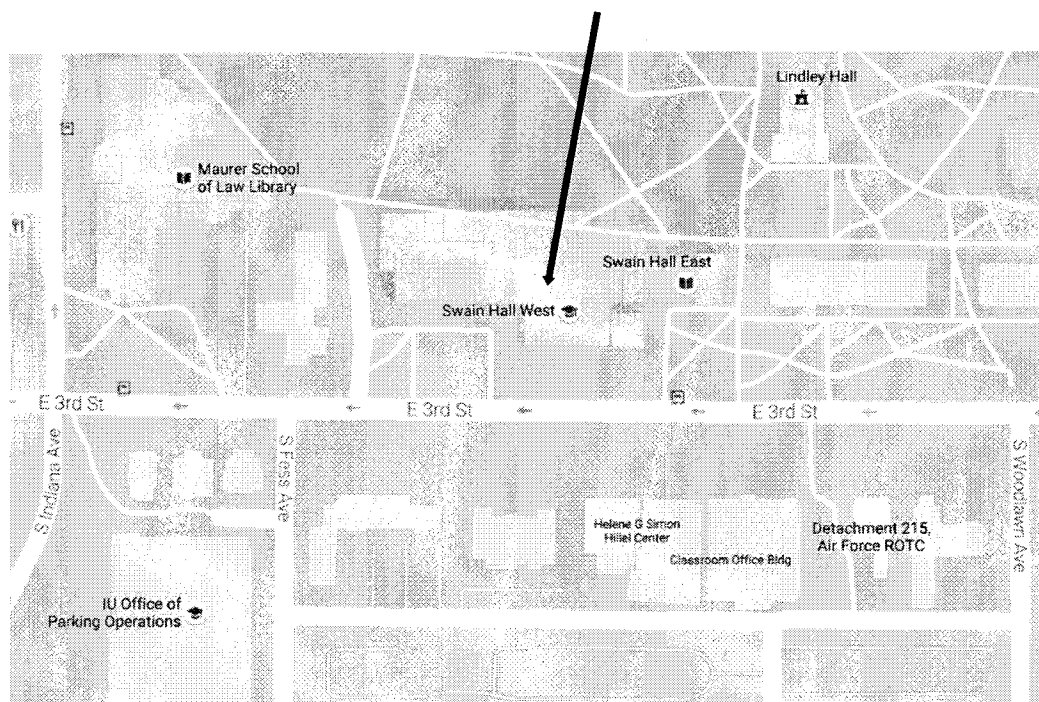 Lindley Hall
Maurer School
of Law Library
Swain Hall East
Swain Hall West
E 3rd St
E 3rd St
E 3rd St
S Indiana Ave
S Fess Ave
S Woodlawn Ave
Helene G Simon
Hillel Center
Classroom Office Bldg
Detachment 215,
Air Force ROTC
IU Office of
Parking Operations